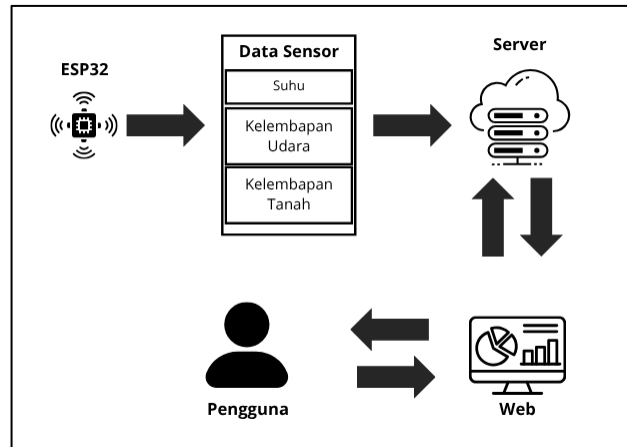 ESP32
Data Sensor
Suhu
Kelembapan
Udara
Kelembapan
Tanah
Server
Pengguna
Web